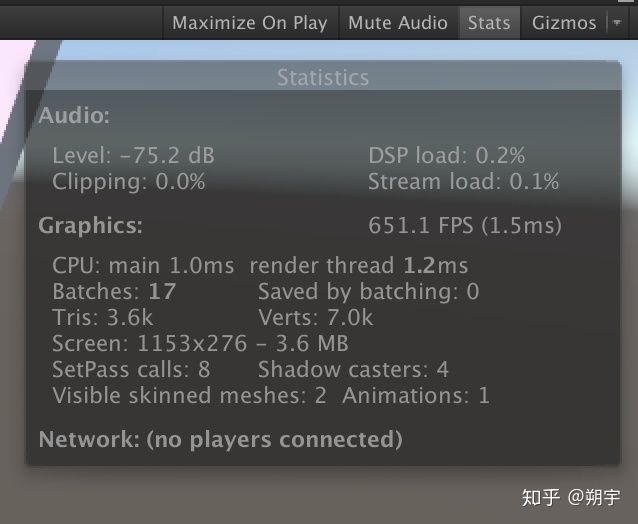 Maximize On Play Mute Audio Stats Gizmos
Statistics
Audio:
Level: -75.2 dB DSP load: 0.2%
Clipping: 0.0% Stream load: 0.1%
Graphics: 651.1 FPS (1.5ms)
CPU: main 1.0ms render thread 1.2ms
Batches: 17 Saved by batching: 0
Tris: 3.6k Verts: 7.0k
Screen: 1153x276 - 3.6 MB
SetPass calls: 8 Shadow casters: 4
Visible skinned meshes: 2 Animations: 1
Network: (no players connected)
知乎 @朔宇